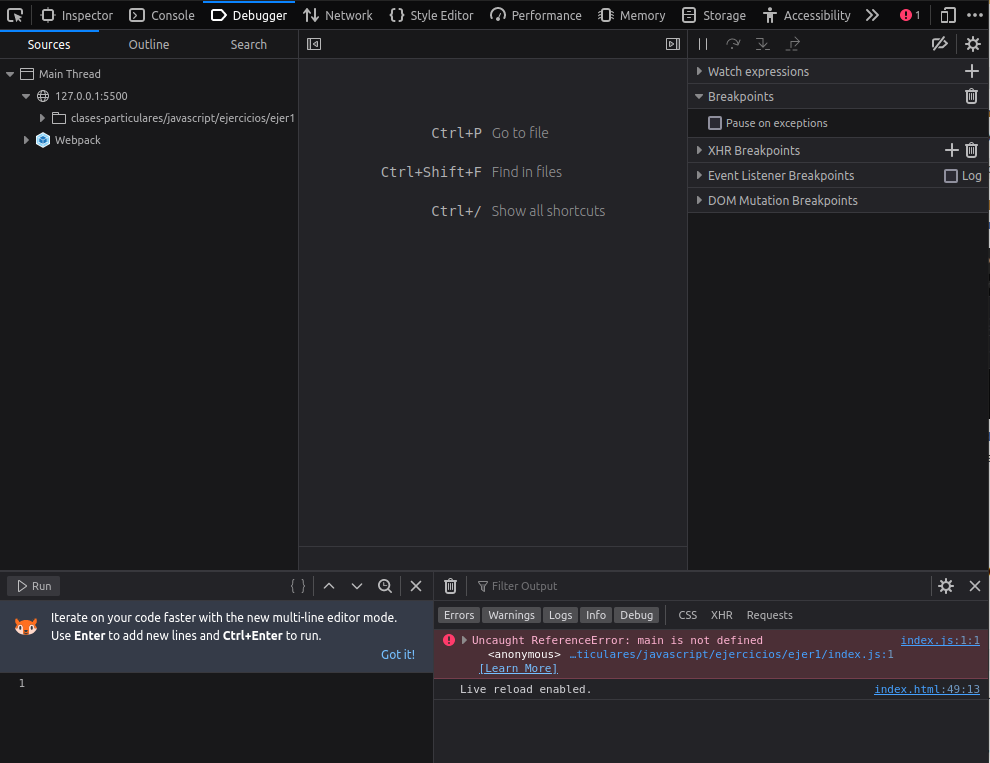 Inspector Console Debugger Network Style Editor Performance Memory Storage Accessibility 1
Sources Outline Search
Main Thread
127.0.0.1:5500
clases-particulares/javascript/ejercicios/ejer1
Webpack
Ctrl+P Go to file
Ctrl+Shift+F Find in files
Ctrl+/ Show all shortcuts
Watch expressions
Breakpoints
Pause on exceptions
XHR Breakpoints
Event Listener Breakpoints Log
DOM Mutation Breakpoints
Run { }
Iterate on your code faster with the new multi-line editor mode.
Use Enter to add new lines and Ctrl+Enter to run.
Got it!
1
Filter Output
Errors Warnings Logs Info Debug CSS XHR Requests
Uncaught ReferenceError: main is not defined index.js:1:1
<anonymous> …ticulares/javascript/ejercicios/ejer1/index.js:1
[Learn More]
Live reload enabled. index.html:49:13